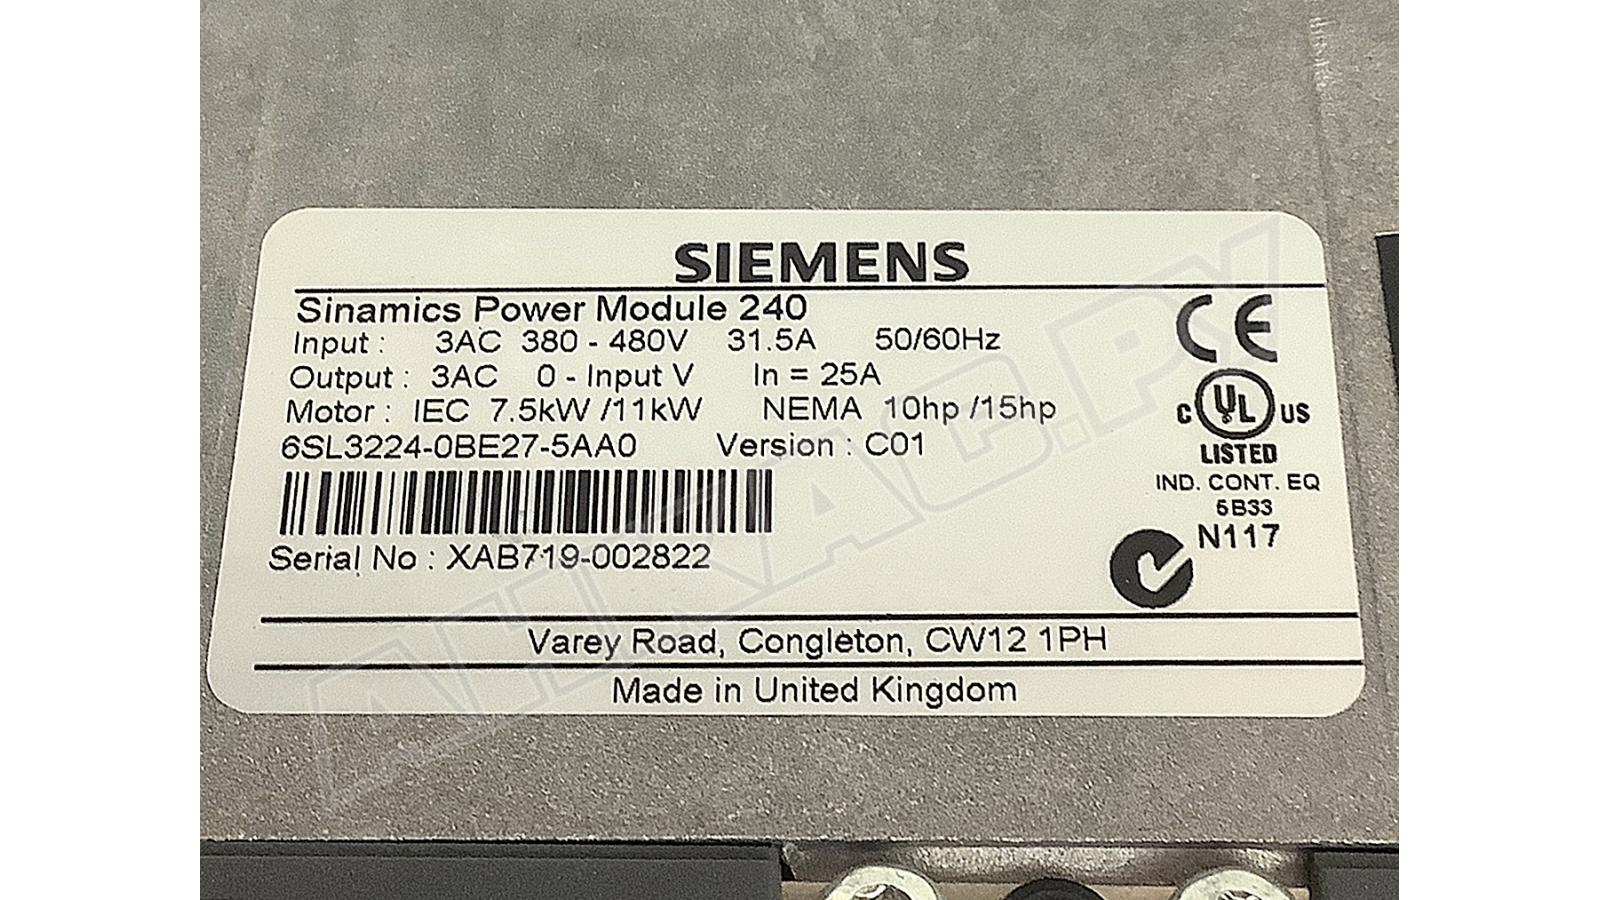 SIEMENS
Sinamics Power Module 240
Input : 3AC 380 - 480V 31.5A 50/60Hz
Output : 3AC 0 - Input V In = 25A
Motor : IEC 7.5kW /11kW NEMA 10hp /15hp
6SL3224-0BE27-5AA0 Version : C01
Serial No : XAB719-002822
CE
C UL US
LISTED
IND. CONT. EQ
5B33
N117
Varey Road, Congleton, CW12 1PH
Made in United Kingdom